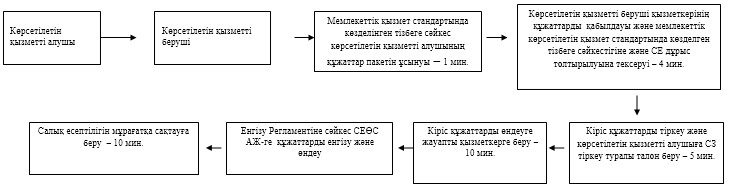 Көрсетілетін
қызметті алушы
Көрсетілетін қызметті
беруші
Мемлекеттік қызмет стандартында
көзделінген тізбеге сәйкес
көрсетілетін қызметті алушының
құжаттар пакетін ұсынуы – 1 мин.
Көрсетілетін қызметті беруші қызметкерінің
құжаттарды қабылдауы және мемлекеттік
көрсетілетін қызмет стандартында көзделген
тізбеге сәйкестігіне және СЕ дұрыс
толтырылуына тексеруі – 4 мин.
Салық есептілігін мұрағатқа сақтауға
беру – 10 мин.
Енгізу Регламентіне сәйкес СЕӨС
АЖ-ге құжаттарды енгізу және
өңдеу
Кіріс құжаттарды өңдеуге
жауапты қызметкерге беру –
10 мин.
Кіріс құжаттарды тіркеу және
көрсетілетін қызметті алушыға СЗ
тіркеу туралы талон беру – 5 мин.